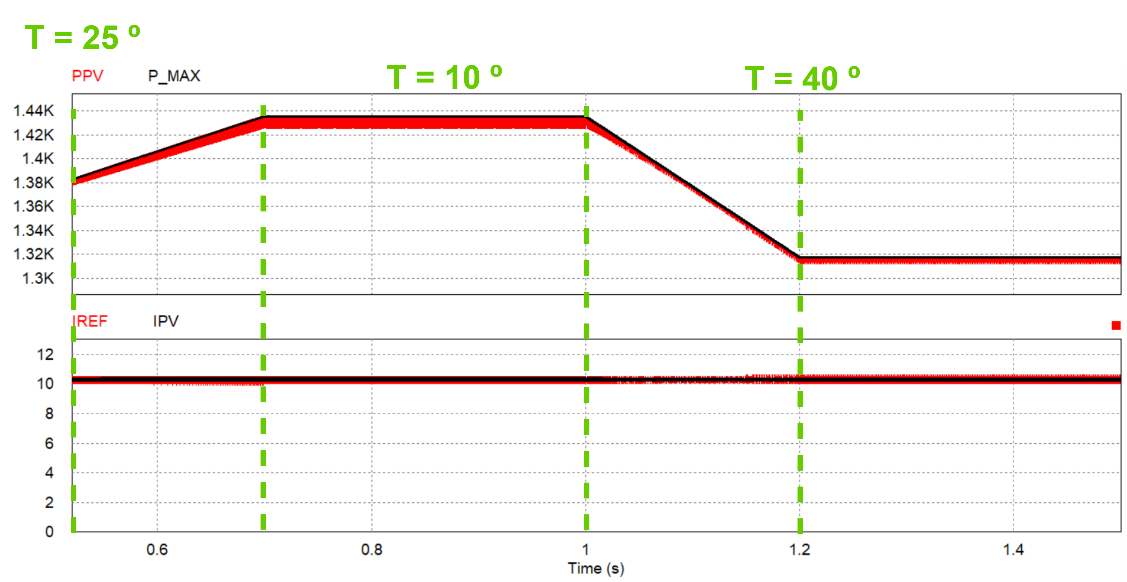 T = 25 º
T = 10 º
T = 40 º
PPV P_MAX
1.44K
1.42K
1.4K
1.38K
1.36K
1.34K
1.32K
1.3K
IREF IPV
12
10
8
6
4
2
0
0.6 0.8 1 1.2 1.4
Time (s)